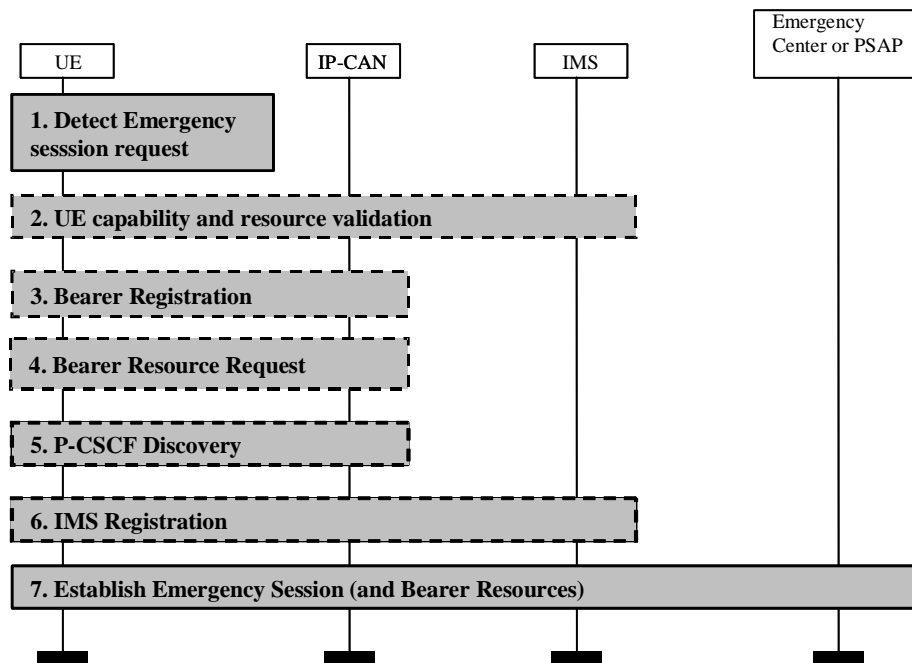 UE
IP-CAN
IMS
Emergency
Center or PSAP
1. Detect Emergency
sesssion request
2. UE capability and resource validation
3. Bearer Registration
4. Bearer Resource Request
5. P-CSCF Discovery
6. IMS Registration
7. Establish Emergency Session (and Bearer Resources)